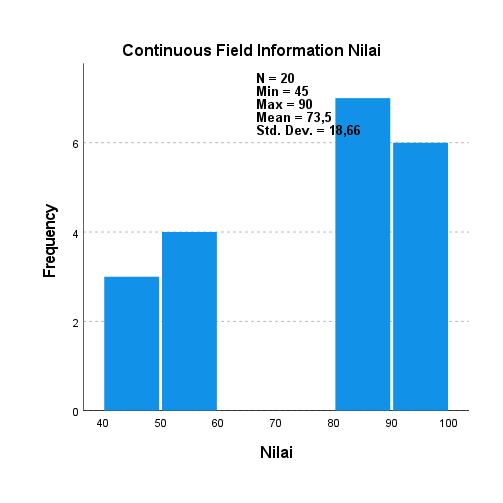 Continuous Field Information Nilai
N = 20
Min = 45
Max = 90
Mean = 73,5
Std. Dev. = 18,66
6
4
2
0
Frequency
40 50 60 70 80 90 100
Nilai